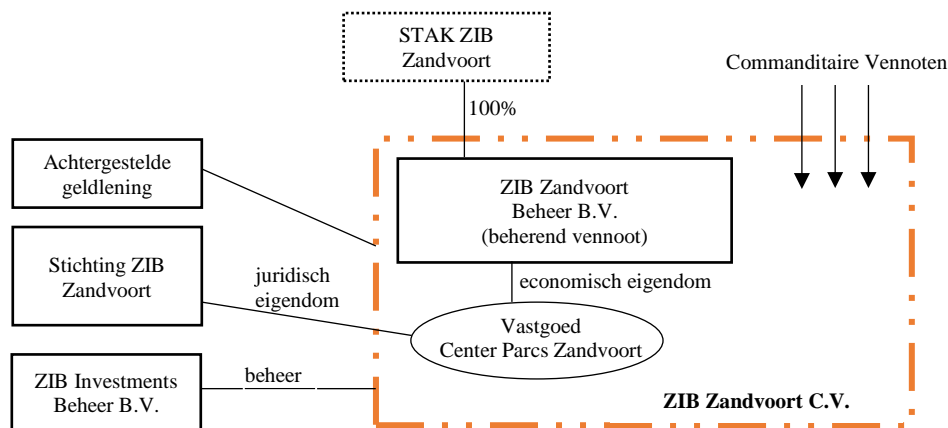 STAK ZIB
Zandvoort
Commanditaire Vennoten
100%
Achtergestelde
geldlening
ZIB Zandvoort
Beheer B.V.
(beherend vennoot)
Stichting ZIB
Zandvoort
juridisch
eigendom
economisch eigendom
Vastgoed
Center Parcs Zandvoort
ZIB Investments
Beheer B.V.
beheer
ZIB Zandvoort C.V.